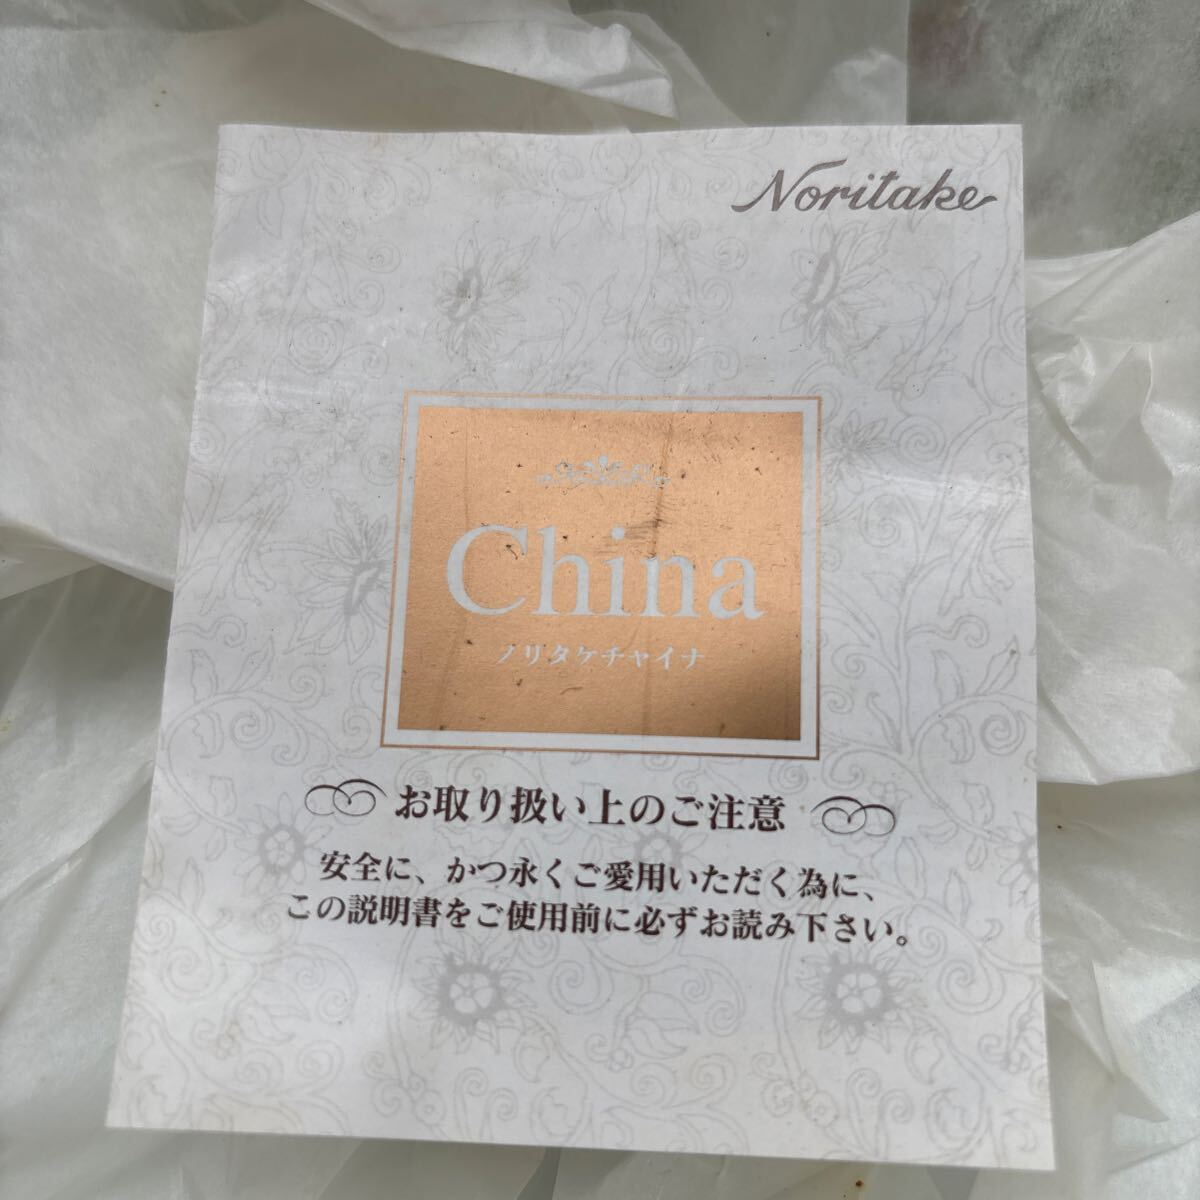 Noritake
China
ノリタケチャイナ
お取り扱い上のご注意
安全に、かつ永くご愛用いただく為に、
この説明書をご使用前に必ずお読み下さい。